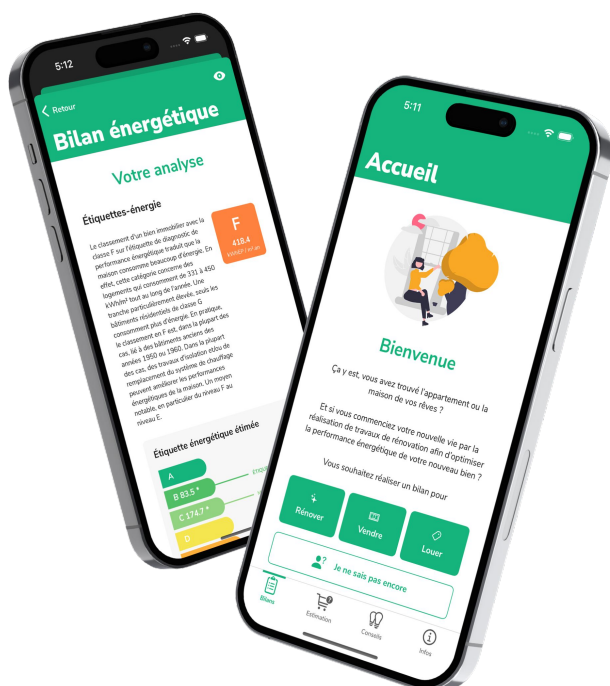 5:12
Retour
Bilan énergétique
Votre analyse
Étiquettes-énergie
Le classement d'un bien immobilier avec la
classe F sur l'étiquette de diagnostic de
performance énergétique traduit que la
maison consomme beaucoup d'énergie. En
effet, cette catégorie concerne des
logements qui consomment de 331 à 450
kWh/m² tout au long de l'année. Une
tranche particulièrement élevée, seuls les
bâtiments résidentiels de classe G
consomment plus d'énergie. En pratique,
le classement en F est, dans la plupart des
cas, lié à des bâtiments anciens des
années 1950 ou 1960. Dans la plupart
des cas, des travaux d'isolation et/ou de
remplacement du système de chauffage
peuvent améliorer les performances
énergétiques de la maison. Un moyen
notable, en particulier du niveau F au
niveau E.
F
418.4
Étiquette énergétique étimée
A
B 83.5 *
C 174.7 *
D
5:11
Accueil
Bienvenue
Ça y est, vous avez trouvé l'appartement ou la
maison de vos rêves ?
Et si vous commenciez votre nouvelle vie par la
réalisation de travaux de rénovation afin d'optimiser
la performance énergétique de votre nouveau bien ?
Vous souhaitez réaliser un bilan pour
Rénover
Vendre
Louer
Je ne sais pas encore
Bilans
Estimation
Conseils
Infos